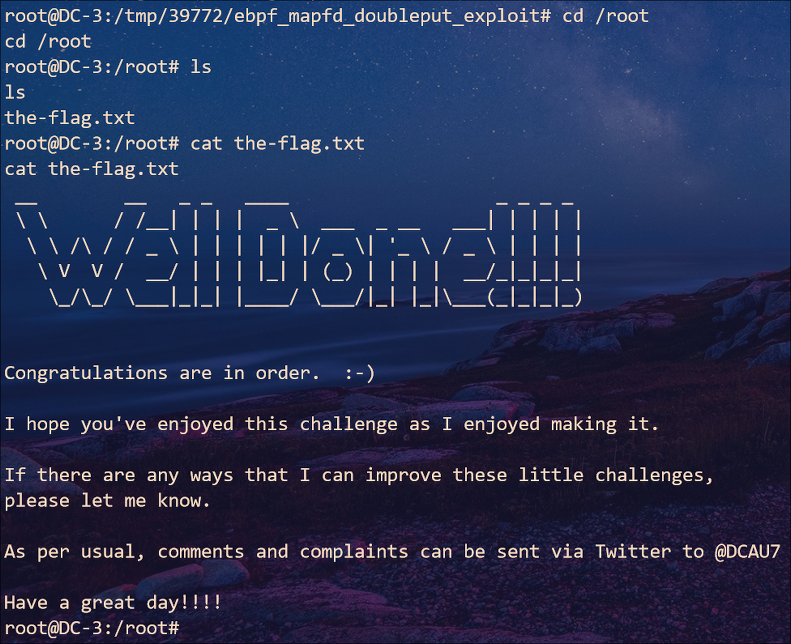 root@DC-3:/tmp/39772/ebpf_mapfd_doubleput_exploit# cd /root
cd /root
root@DC-3:/root# ls
ls
the-flag.txt
root@DC-3:/root# cat the-flag.txt
cat the-flag.txt
 __        __   _ _   ____                   _ _ _ _
 \ \      / /__| | | |  _ \  ___  _ __   ___| | | | |
  \ \ /\ / / _ \ | | | | | |/ _ \| '_ \ / _ \ | | | |
   \ V  V /  __/ | | | |_| | (_) | | | |  __/_|_|_|_|
    \_/\_/ \___|_|_| |____/ \___/|_| |_|\___(_|_|_|_)
Congratulations are in order.  :-)
I hope you've enjoyed this challenge as I enjoyed making it.
If there are any ways that I can improve these little challenges,
please let me know.
As per usual, comments and complaints can be sent via Twitter to @DCAU7
Have a great day!!!!
root@DC-3:/root#